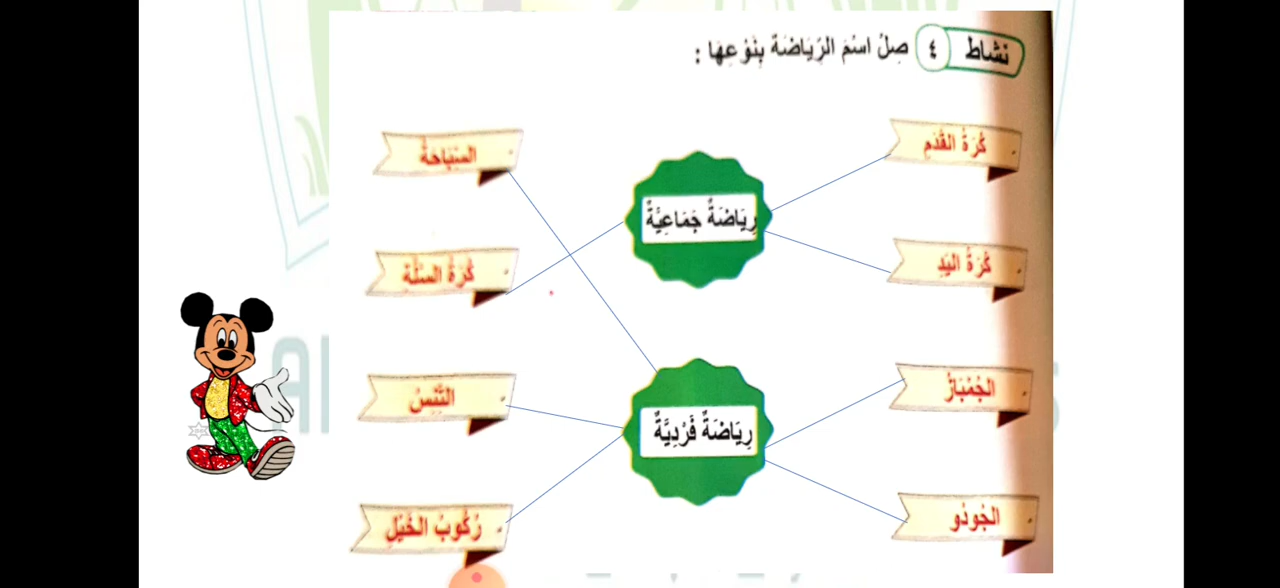 نشاط ٤ صِلُ اسْمَ الرِّيَاضَةَ بِنَوْعِهَا :
كُرَةُ القَدَمِ
السِّبَاحَةُ
رِيَاضَةٌ جَمَاعِيَّةٌ
كُرَةُ اليَدِ
كُرَةُ السَّلَّةِ
الجُمْبَازُ
التِّنِسُ
رِيَاضَةٌ فَرْدِيَّةٌ
الجُودُو
رُكُوبُ الخَيْلِ